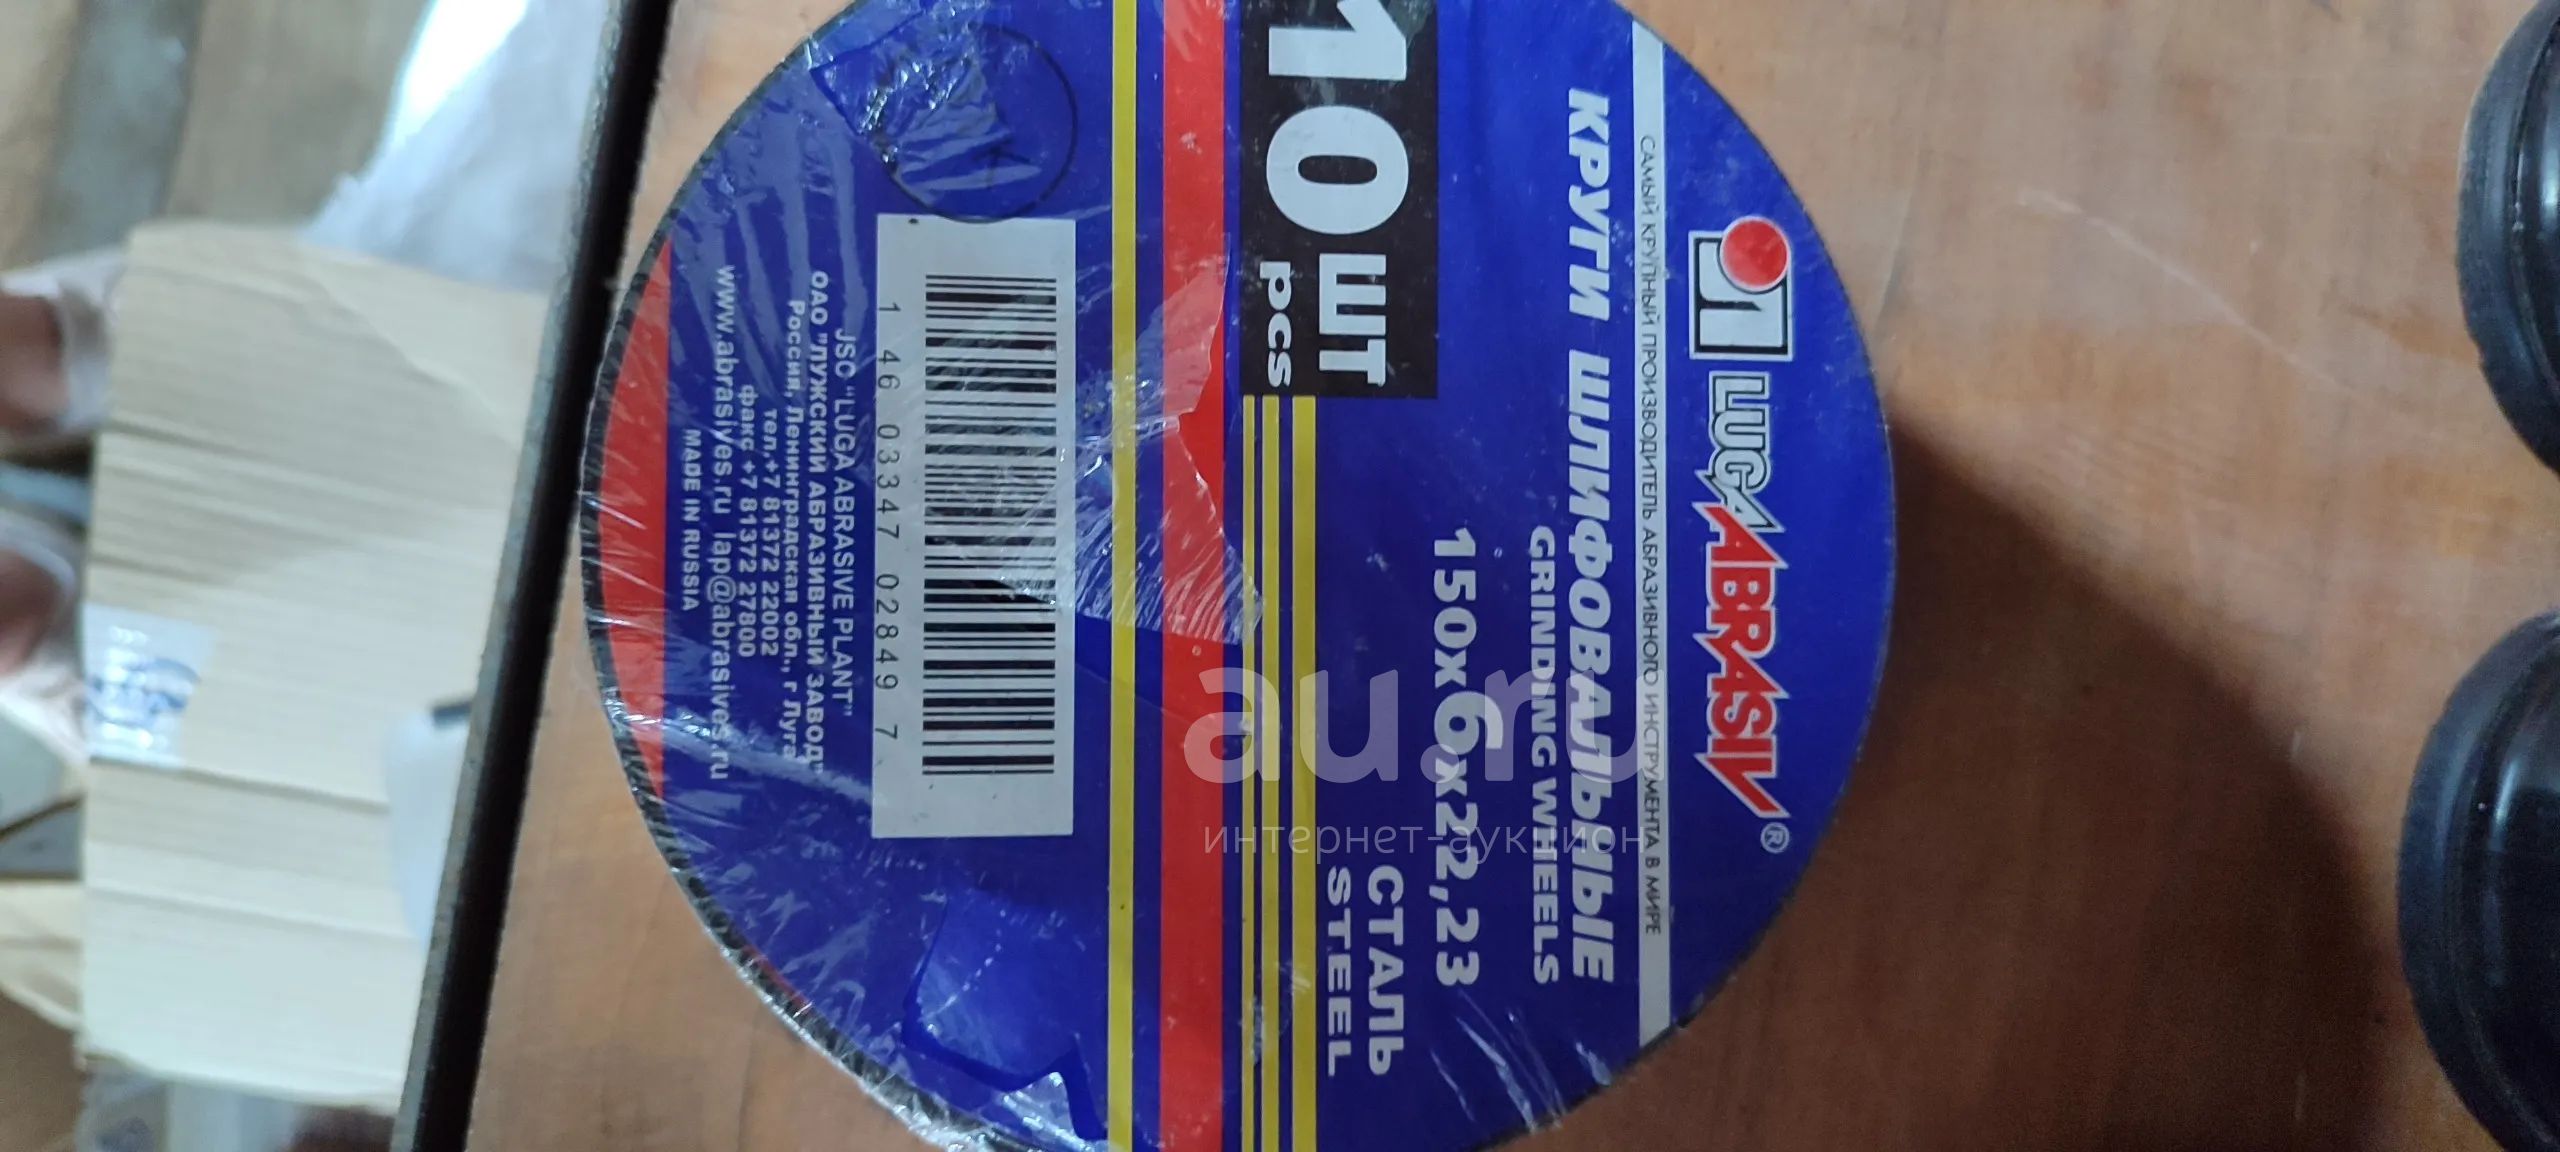 LUGAABRASIV®
САМЫЙ КРУПНЫЙ ПРОИЗВОДИТЕЛЬ АБРАЗИВНОГО ИНСТРУМЕНТА В МИРЕ
КРУГИ ШЛИФОВАЛЬНЫЕ
GRINDING WHEELS
150x6x22,23
10 шт
pcs
СТАЛЬ
STEEL
1 46 03347 02849 7
JSC "LUGA ABRASIVE PLANT"
ОАО "ЛУЖСКИЙ АБРАЗИВНЫЙ ЗАВОД"
Россия, Ленинградская обл., г Луга
тел.+7 81372 22002
факс +7 81372 27800
www.abrasives.ru lap@abrasives.ru
MADE IN RUSSIA
au.ru
интернет-аукцион